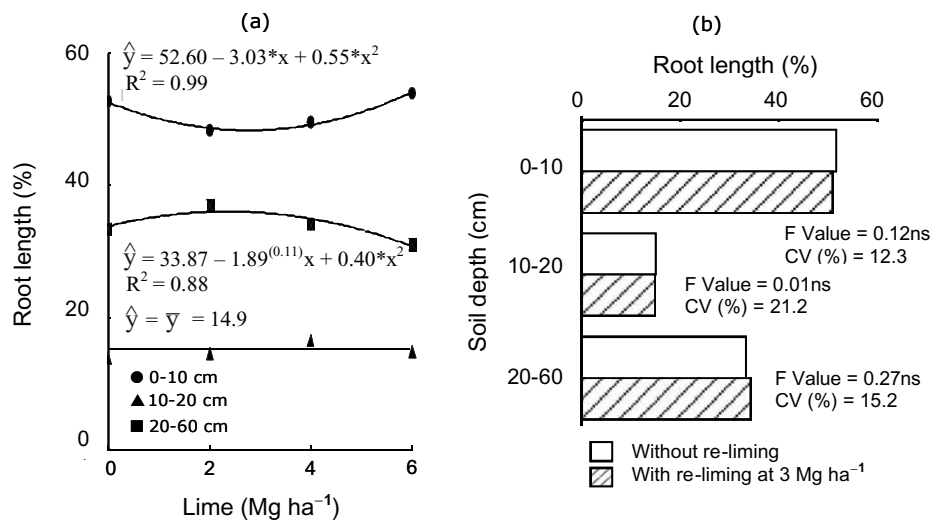 (a)
60
ŷ = 52.60 – 3.03*x + 0.55*x²
R² = 0.99
40
Root length (%)
ŷ = 33.87 – 1.89⁽⁰·¹¹⁾x + 0.40*x²
R² = 0.88
20
ŷ = ȳ = 14.9
0-10 cm
10-20 cm
20-60 cm
0
0 2 4 6
Lime (Mg ha⁻¹)
(b)
Root length (%)
0 20 40 60
Soil depth (cm)
0-10
F Value = 0.12ns
CV (%) = 12.3
10-20
F Value = 0.01ns
CV (%) = 21.2
20-60
F Value = 0.27ns
CV (%) = 15.2
Without re-liming
With re-liming at 3 Mg ha⁻¹